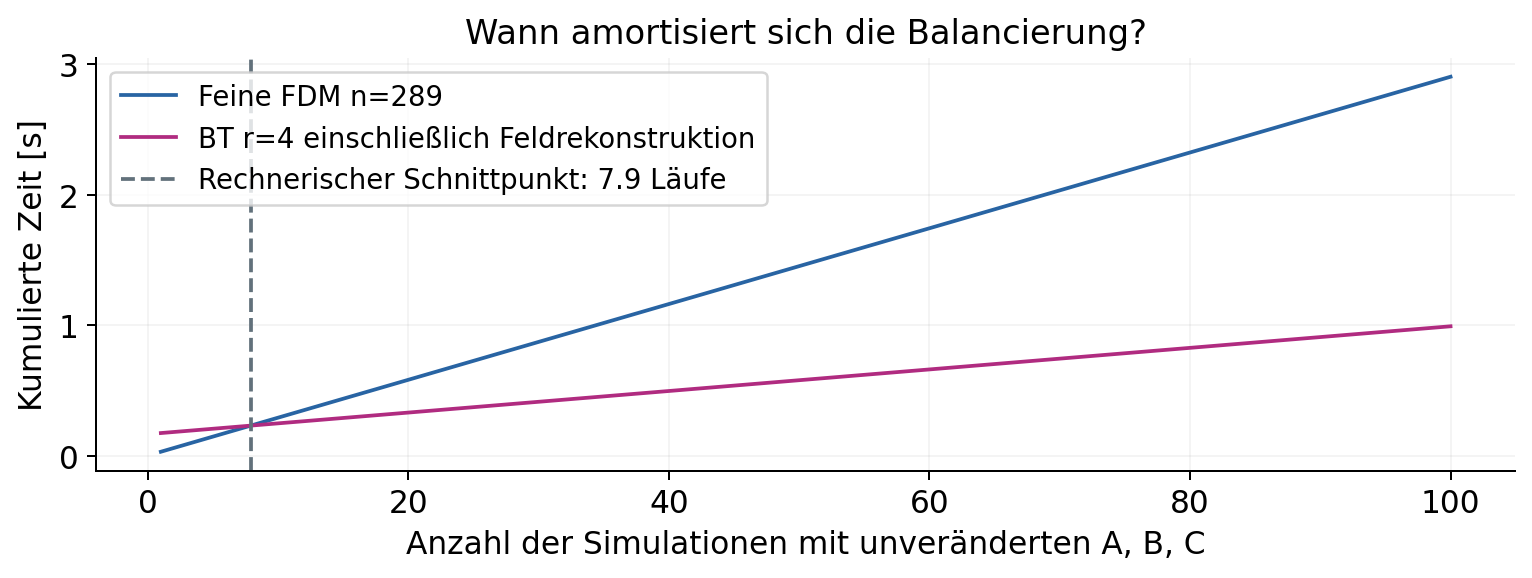 Wann amortisiert sich die Balancierung?
Kumulierte Zeit [s]
3
2
1
0
Feine FDM n=289
BT r=4 einschließlich Feldrekonstruktion
Rechnerischer Schnittpunkt: 7.9 Läufe
0 20 40 60 80 100
Anzahl der Simulationen mit unveränderten A, B, C